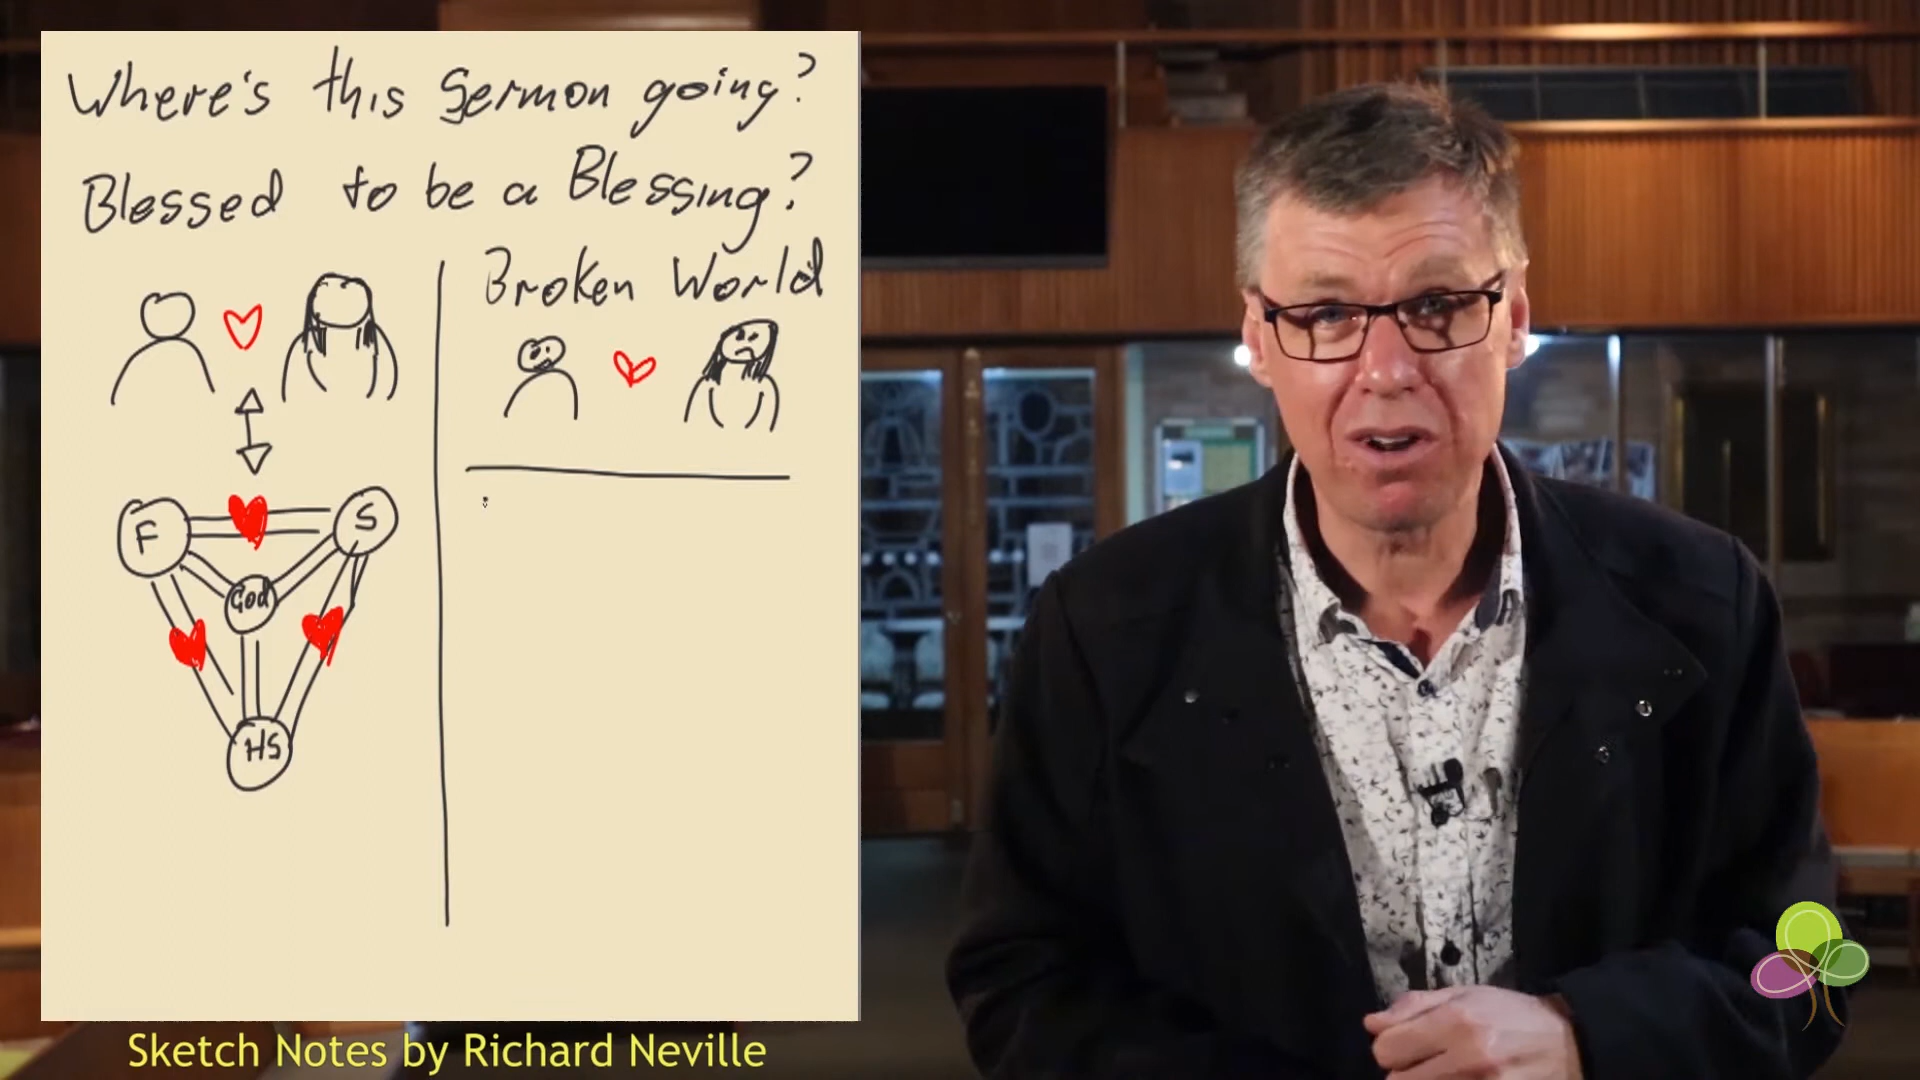 Where's this Sermon going?
Blessed to be a Blessing?
Broken World
F
S
God
HS
Sketch Notes by Richard Neville